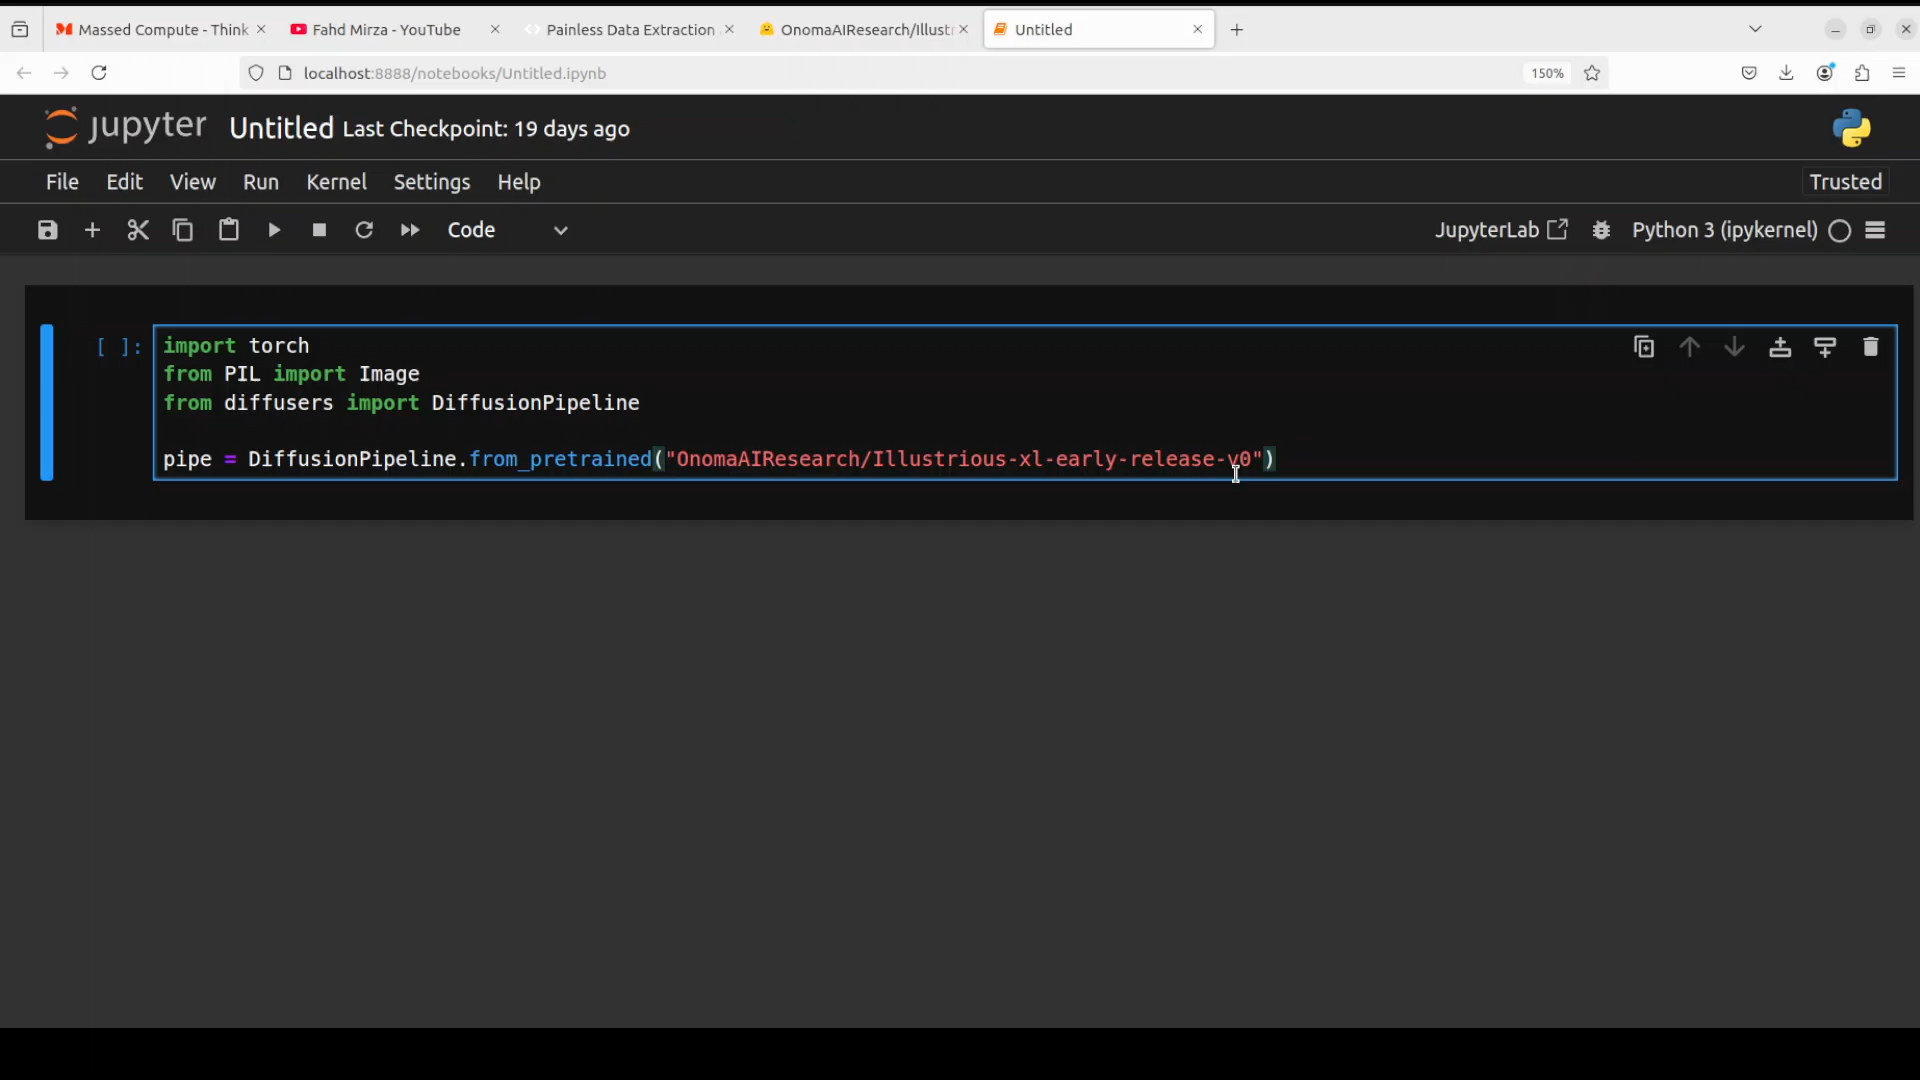 Massed Compute - Think
Fahd Mirza - YouTube
Painless Data Extraction
OnomaAIResearch/Illust
Untitled
localhost:8888/notebooks/Untitled.ipynb
150%
jupyter Untitled Last Checkpoint: 19 days ago
File Edit View Run Kernel Settings Help
Trusted
Code
JupyterLab
Python 3 (ipykernel)
[ ]:
import torch
from PIL import Image
from diffusers import DiffusionPipeline
pipe = DiffusionPipeline.from_pretrained("OnomaAIResearch/Illustrious-xl-early-release-v0")